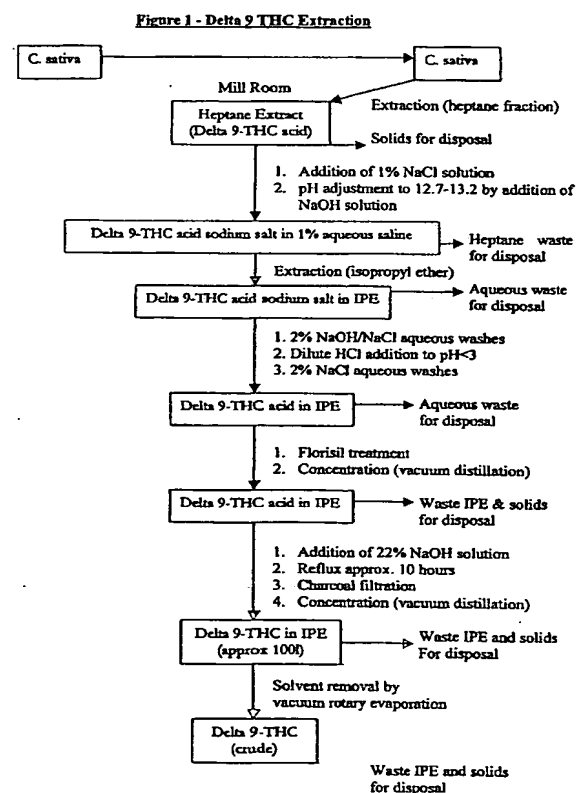 Figure 1 - Delta 9 THC Extraction
C. sativa
C. sativa
Mill Room
Extraction (heptane fraction)
Heptane Extract
(Delta 9-THC acid)
Solids for disposal
1. Addition of 1% NaCl solution
2. pH adjustment to 12.7-13.2 by addition of
NaOH solution
Delta 9-THC acid sodium salt in 1% aqueous saline
Heptane waste
for disposal
Extraction (isopropyl ether)
Delta 9-THC acid sodium salt in IPE
Aqueous waste
for disposal
1. 2% NaOH/NaCl aqueous washes
2. Dilute HCl addition to pH<3
3. 2% NaCl aqueous washes
Delta 9-THC acid in IPE
Aqueous waste
for disposal
1. Florisil treatment
2. Concentration (vacuum distillation)
Delta 9-THC acid in IPE
Waste IPE & solids
for disposal
1. Addition of 22% NaOH solution
2. Reflux approx. 10 hours
3. Charcoal filtration
4. Concentration (vacuum distillation)
Delta 9-THC in IPE
(approx 100l)
Waste IPE and solids
For disposal
Solvent removal by
vacuum rotary evaporation
Delta 9-THC
(crude)
Waste IPE and solids
for disposal